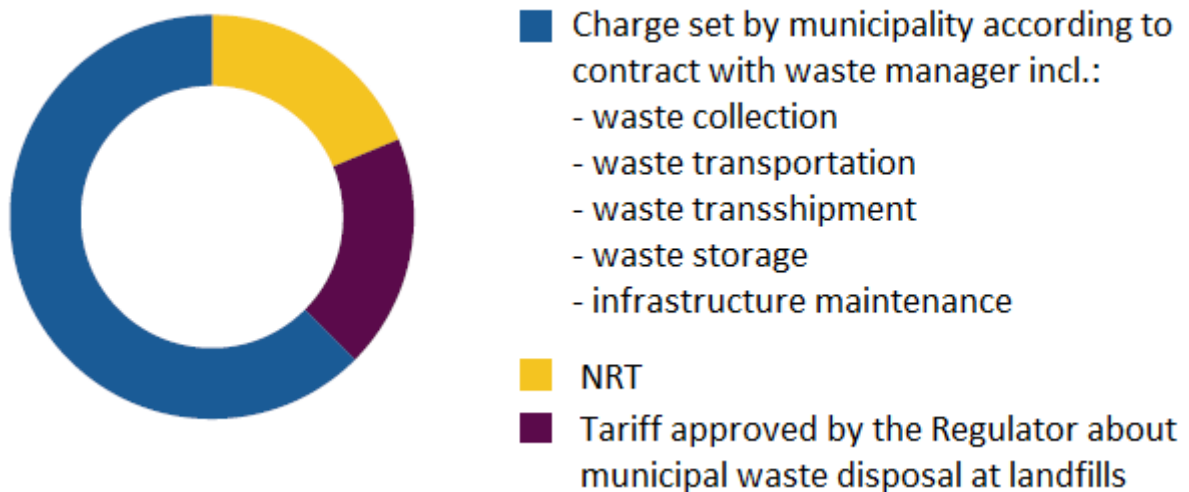 Charge set by municipality according to
contract with waste manager incl.:
- waste collection
- waste transportation
- waste transshipment
- waste storage
- infrastructure maintenance
NRT
Tariff approved by the Regulator about
municipal waste disposal at landfills